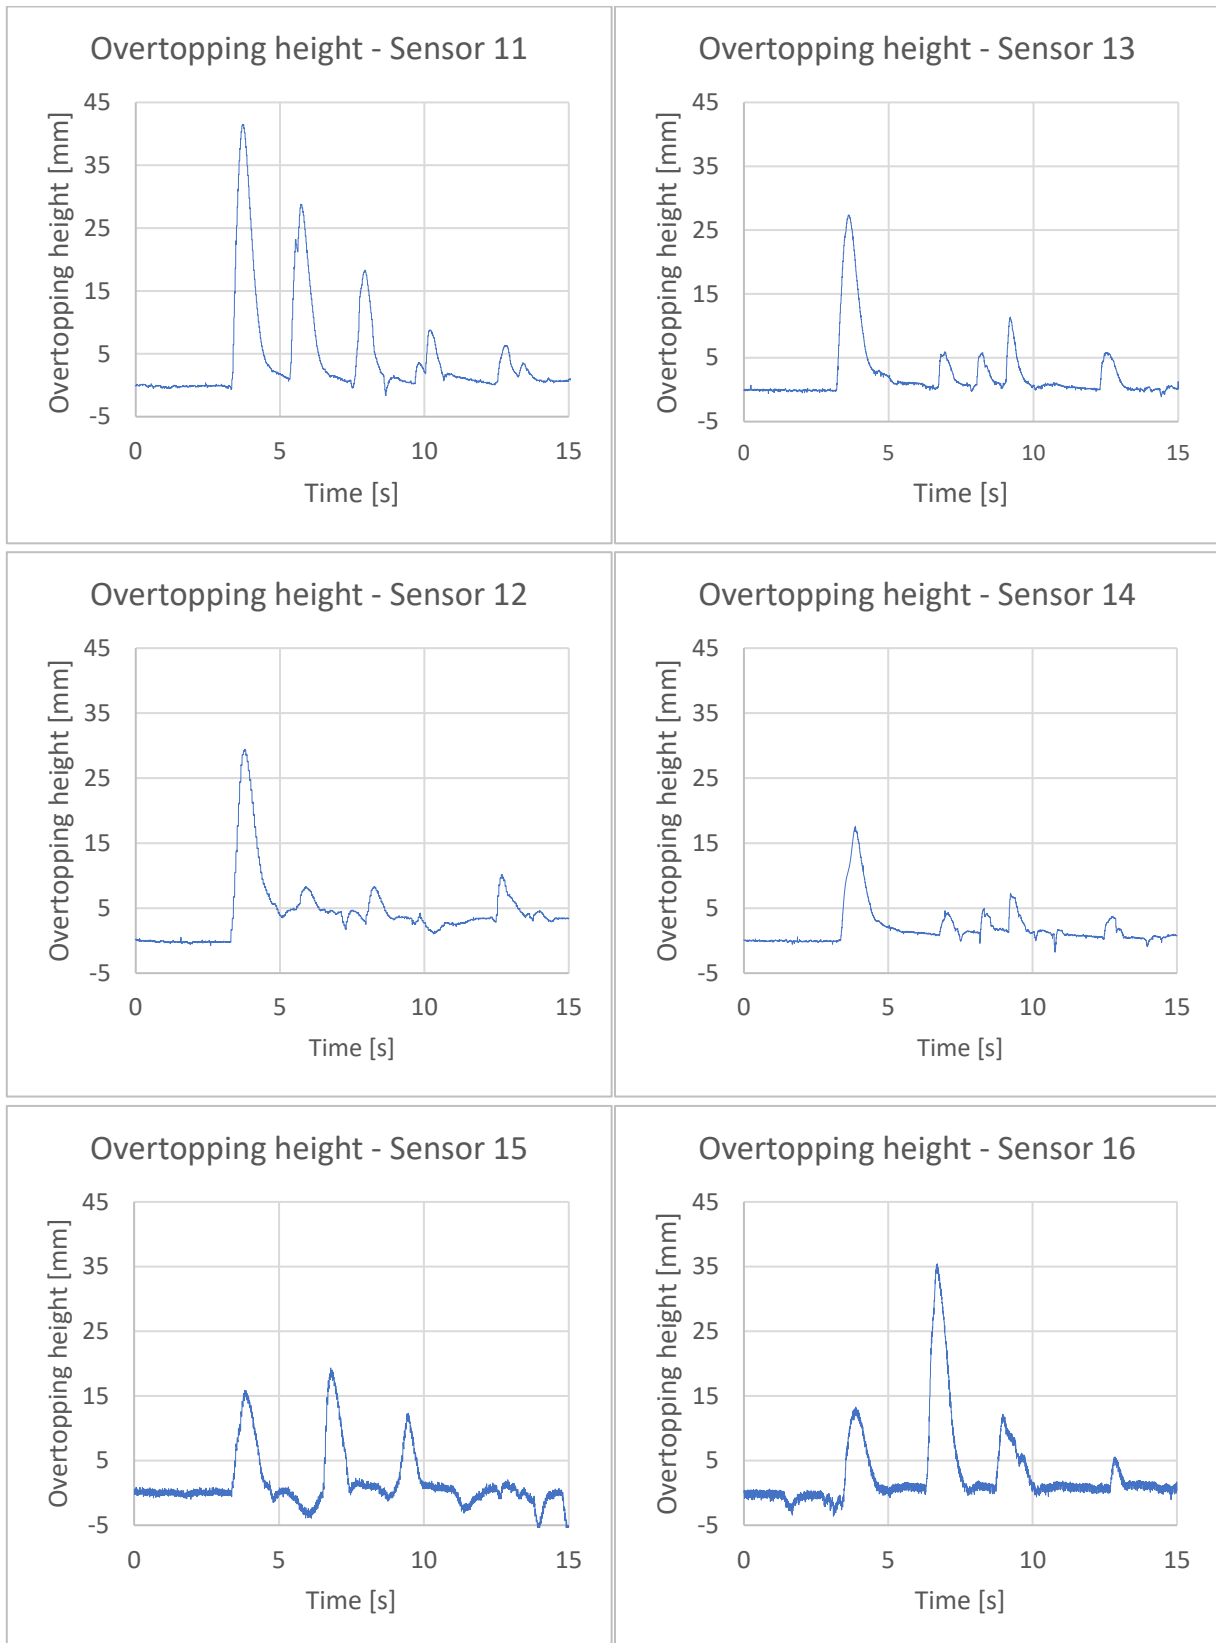 Overtopping height - Sensor 11
Overtopping height [mm]
45
35
25
15
5
-5
0 5 10 15
Time [s]
Overtopping height - Sensor 13
Overtopping height [mm]
45
35
25
15
5
-5
0 5 10 15
Time [s]
Overtopping height - Sensor 12
Overtopping height [mm]
45
35
25
15
5
-5
0 5 10 15
Time [s]
Overtopping height - Sensor 14
Overtopping height [mm]
45
35
25
15
5
-5
0 5 10 15
Time [s]
Overtopping height - Sensor 15
Overtopping height [mm]
45
35
25
15
5
-5
0 5 10 15
Time [s]
Overtopping height - Sensor 16
Overtopping height [mm]
45
35
25
15
5
-5
0 5 10 15
Time [s]